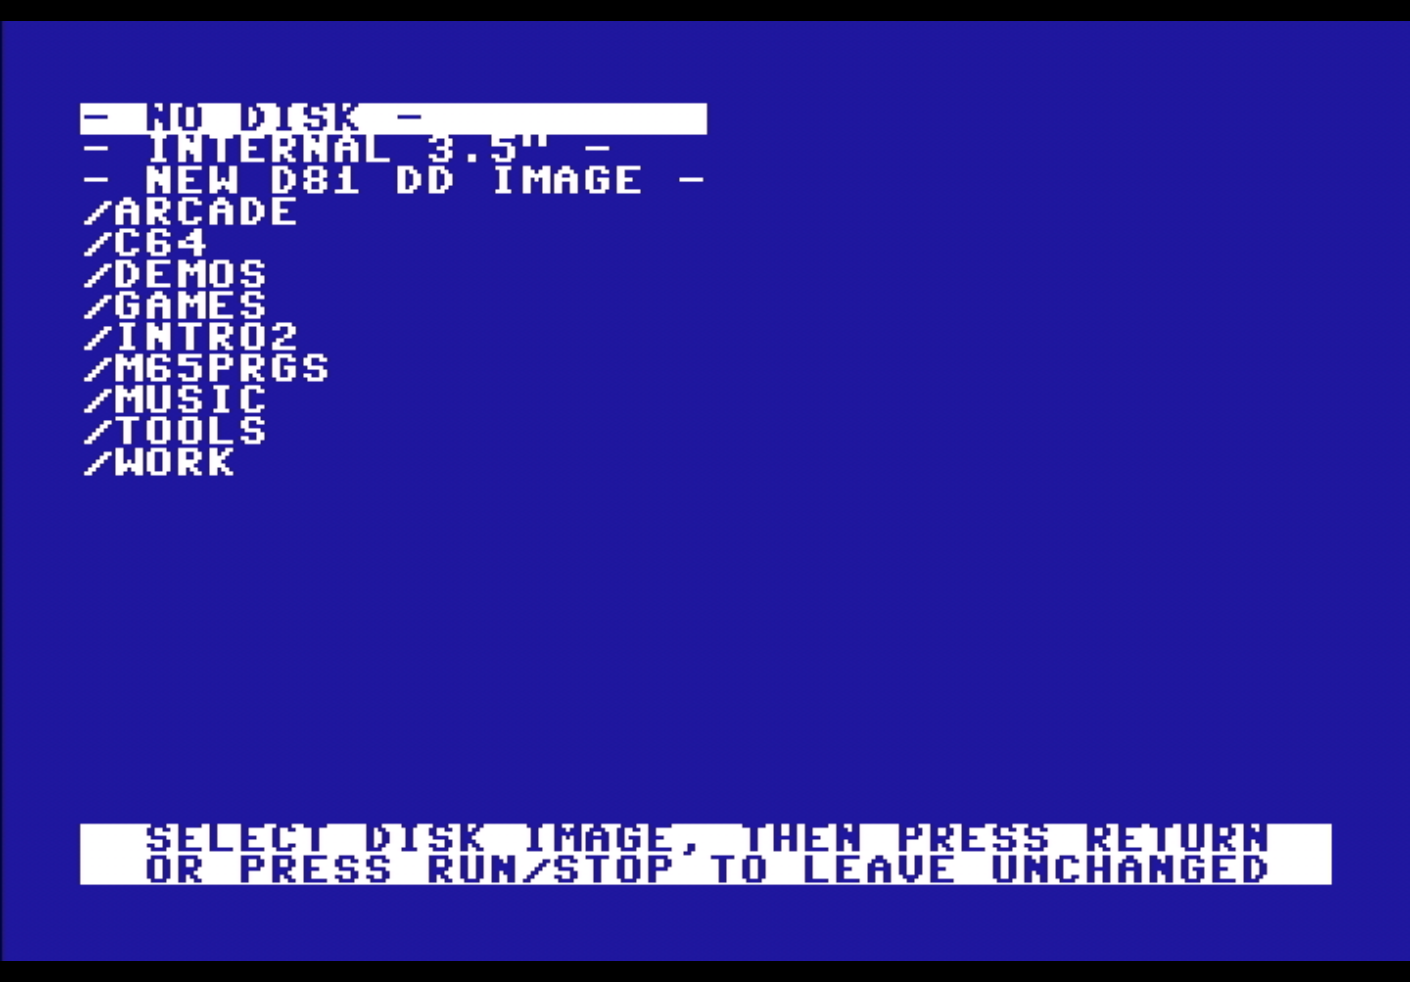 - NO DISK -
- INTERNAL 3.5" -
- NEW D81 DD IMAGE -
/ARCADE
/C64
/DEMOS
/GAMES
/INTRO2
/M65PRGS
/MUSIC
/TOOLS
/WORK
SELECT DISK IMAGE, THEN PRESS RETURN
OR PRESS RUN/STOP TO LEAVE UNCHANGED